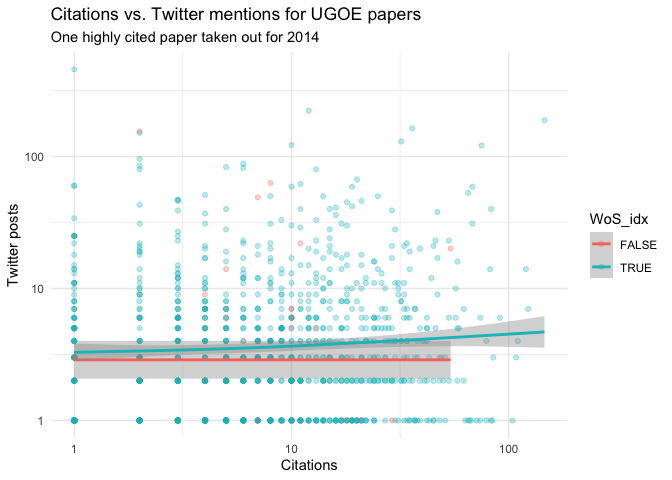 Citations vs. Twitter mentions for UGOE papers
One highly cited paper taken out for 2014
Twitter posts
100
10
1
1
10
100
Citations
WoS_idx
FALSE
TRUE